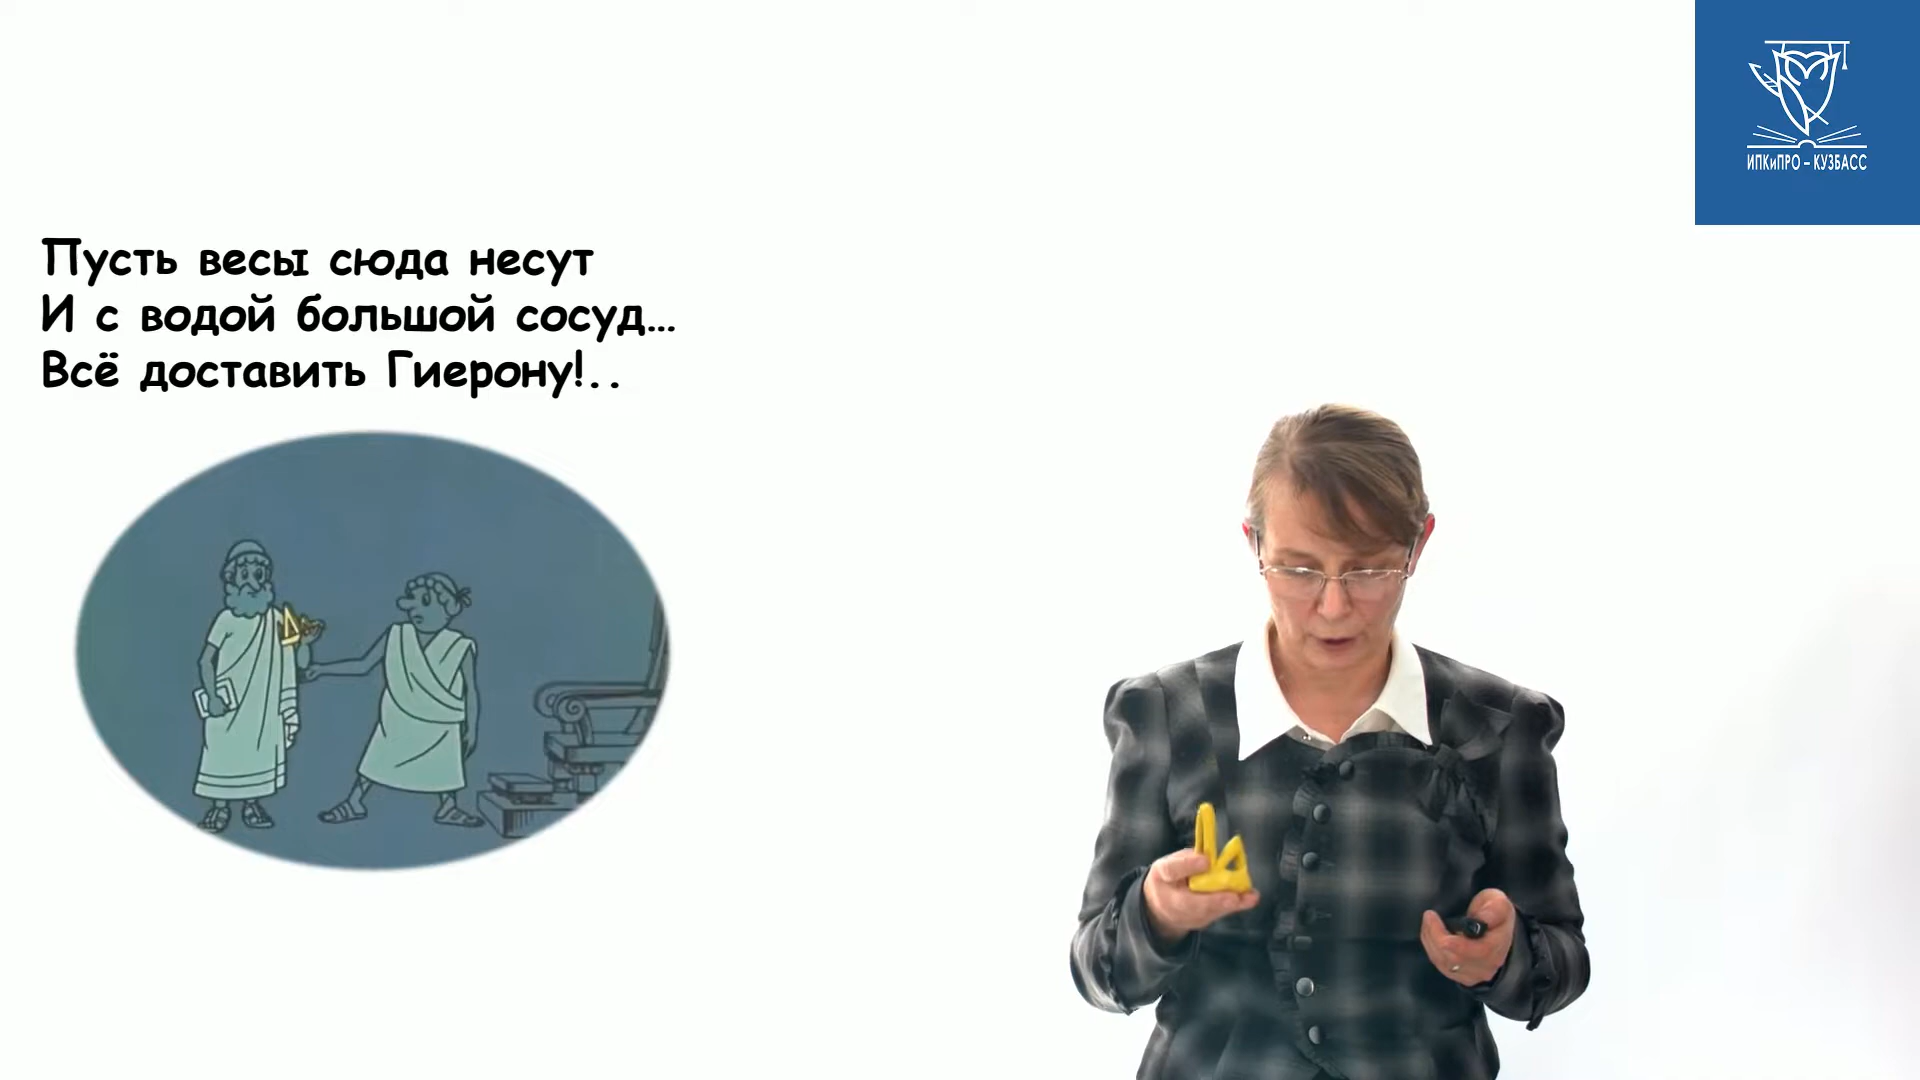 ИПКиПРО – КУЗБАСС
Пусть весы сюда несут
И с водой большой сосуд...
Всё доставить Гиерону!..